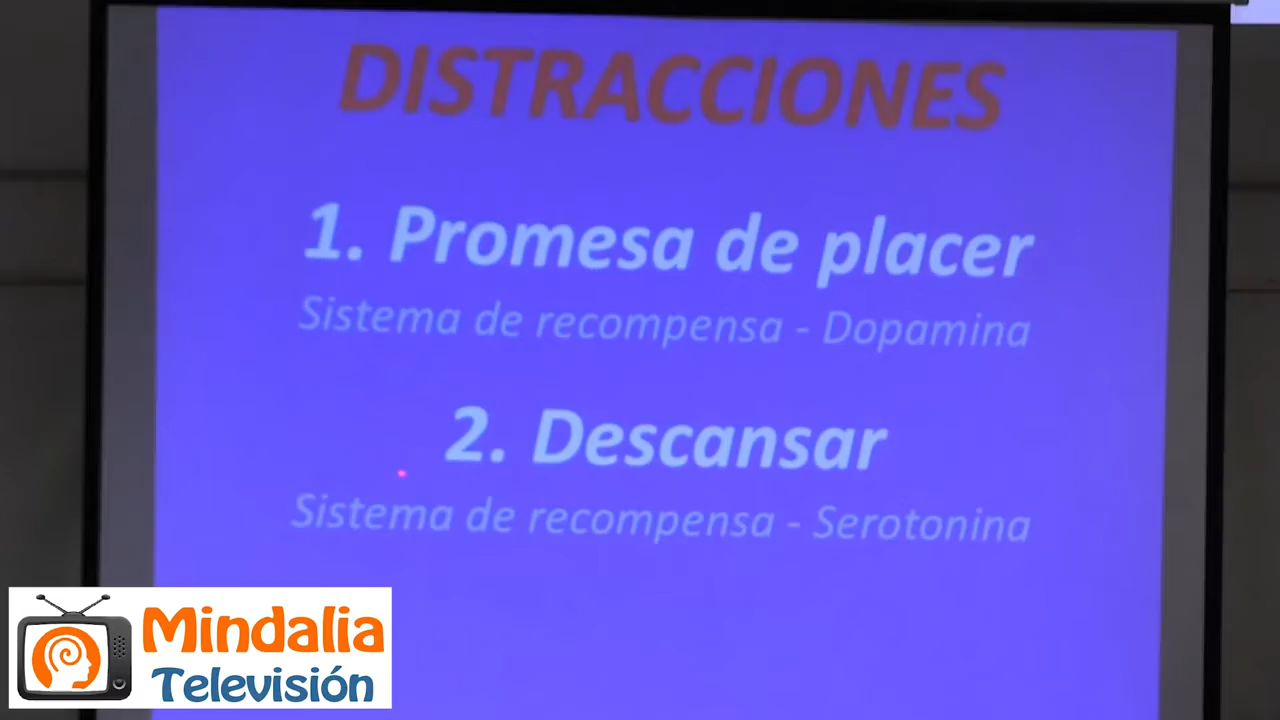 DISTRACCIONES
1. Promesa de placer
Sistema de recompensa - Dopamina
2. Descansar
Sistema de recompensa - Serotonina
Mindalia
Televisión